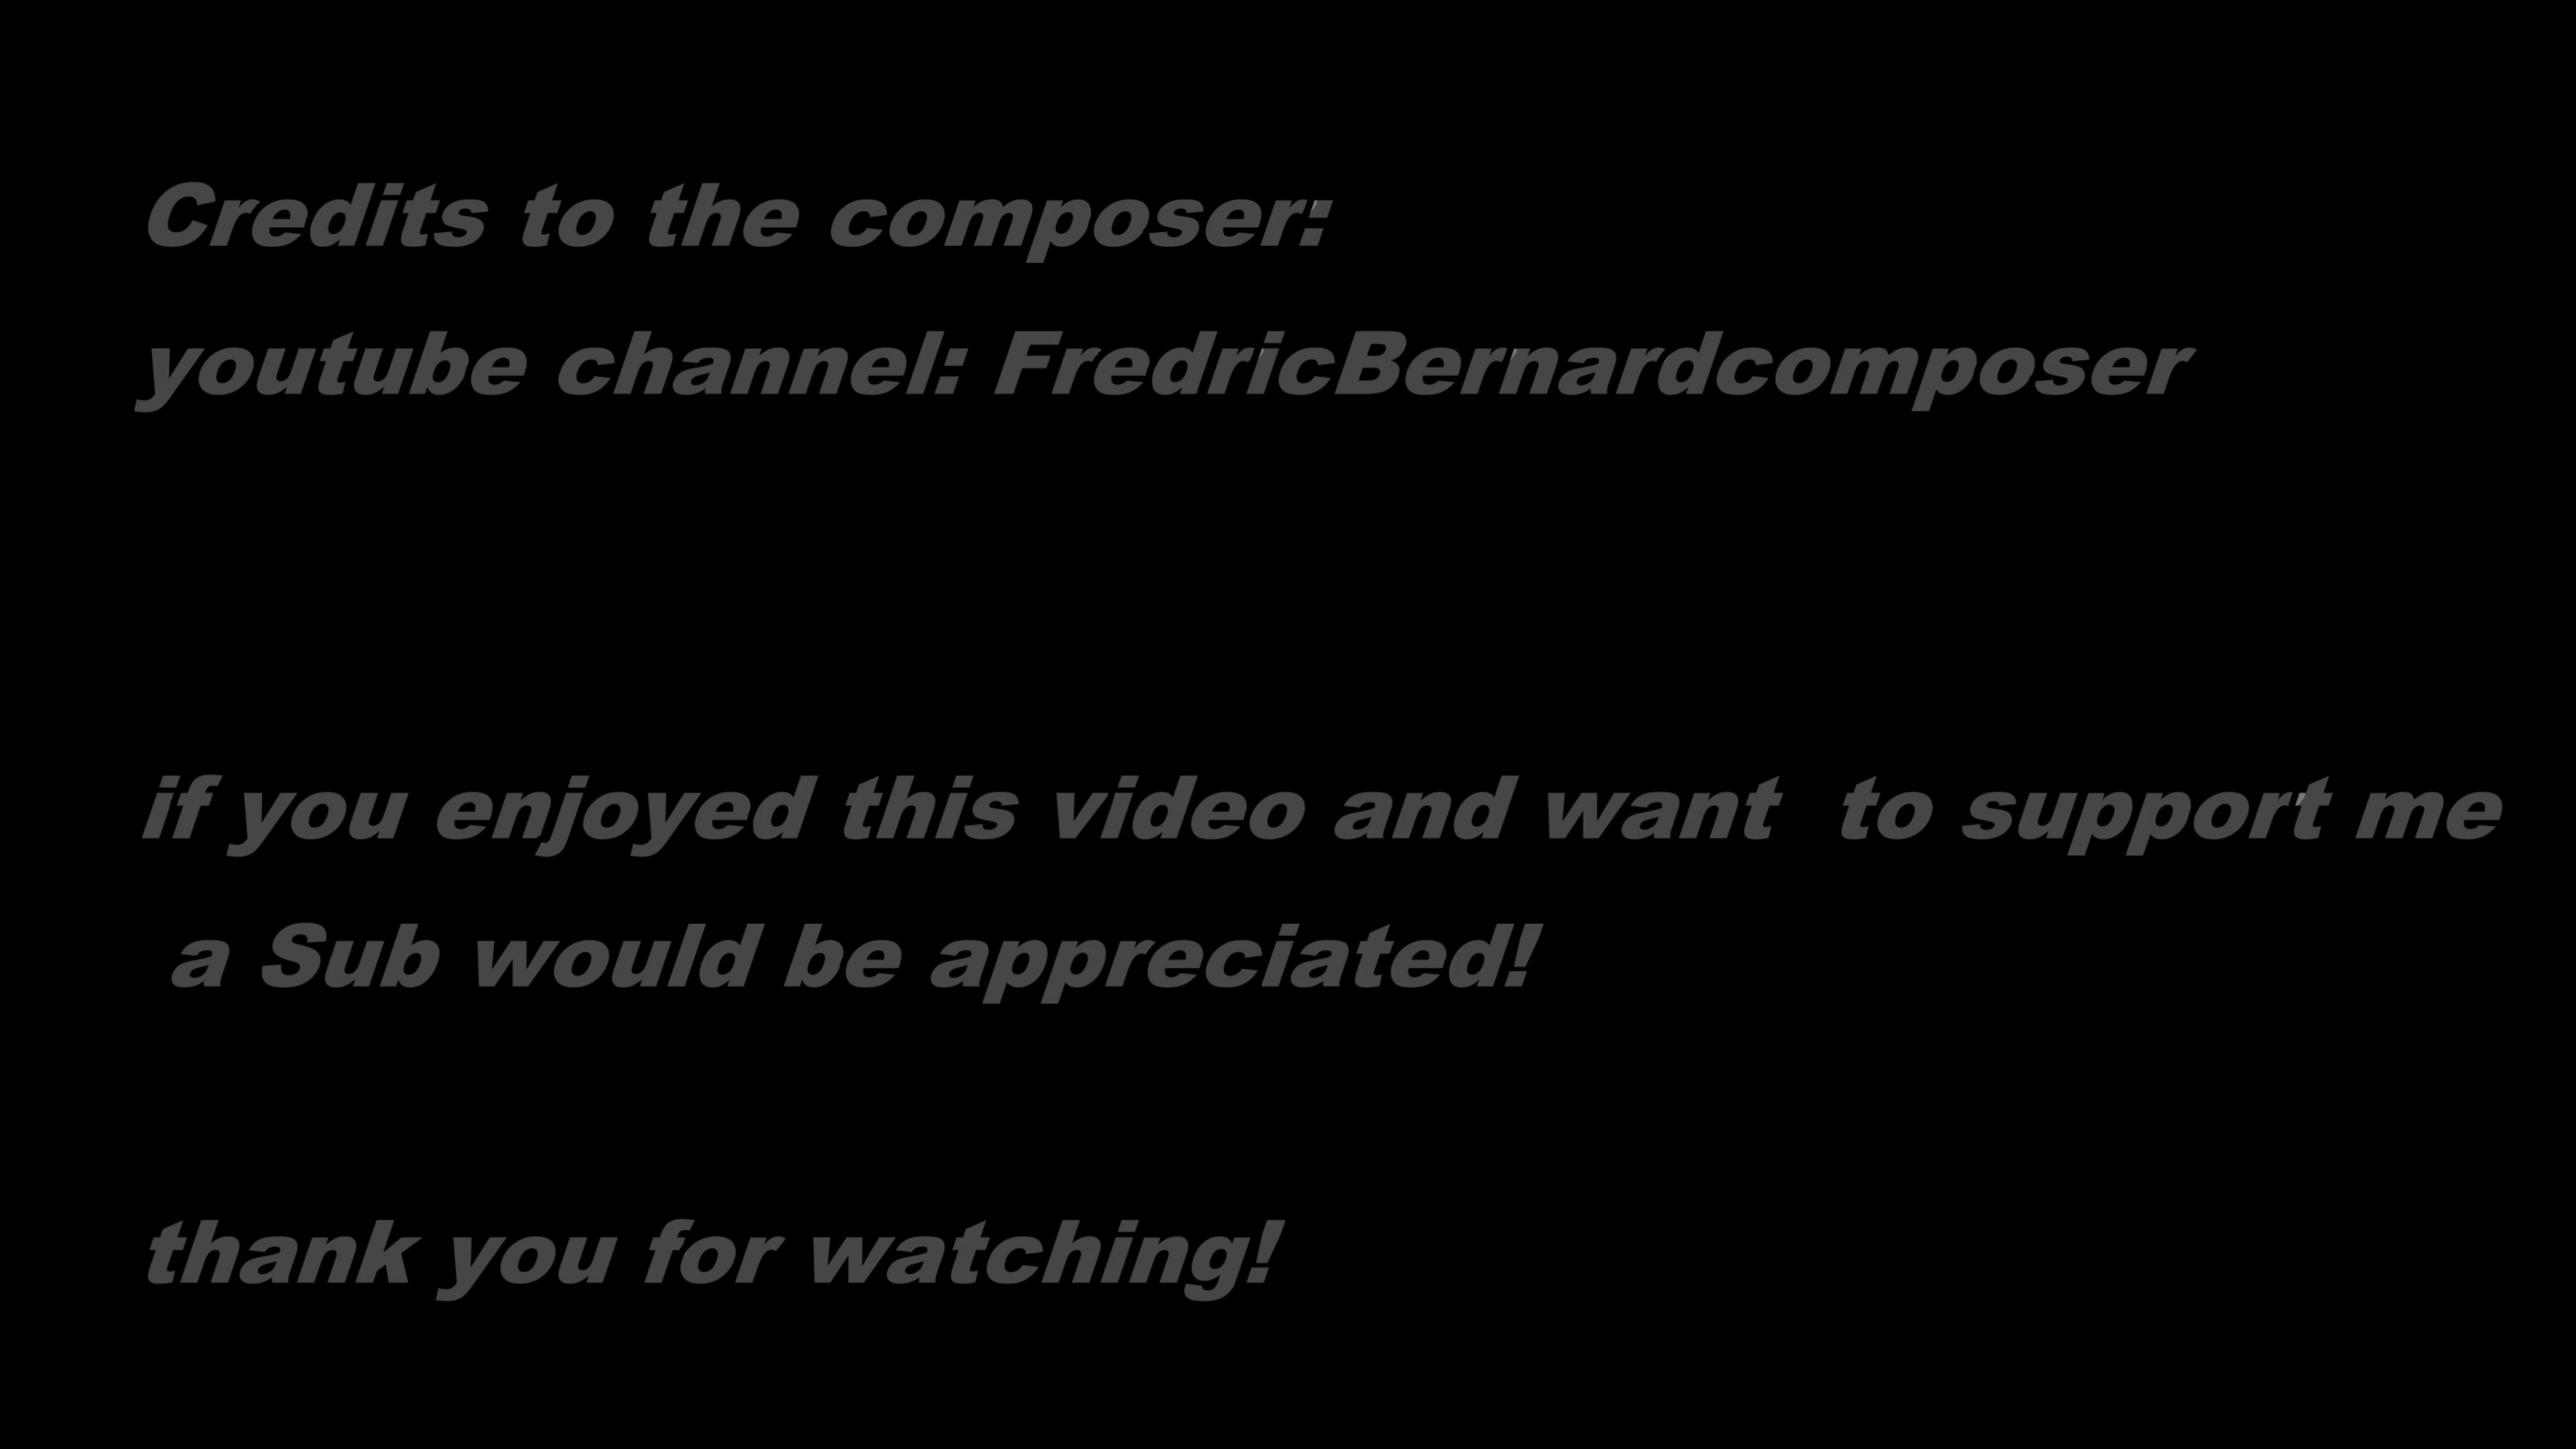 Credits to the composer:
youtube channel: FredricBernardcomposer
if you enjoyed this video and want  to support me
a Sub would be appreciated!
thank you for watching!